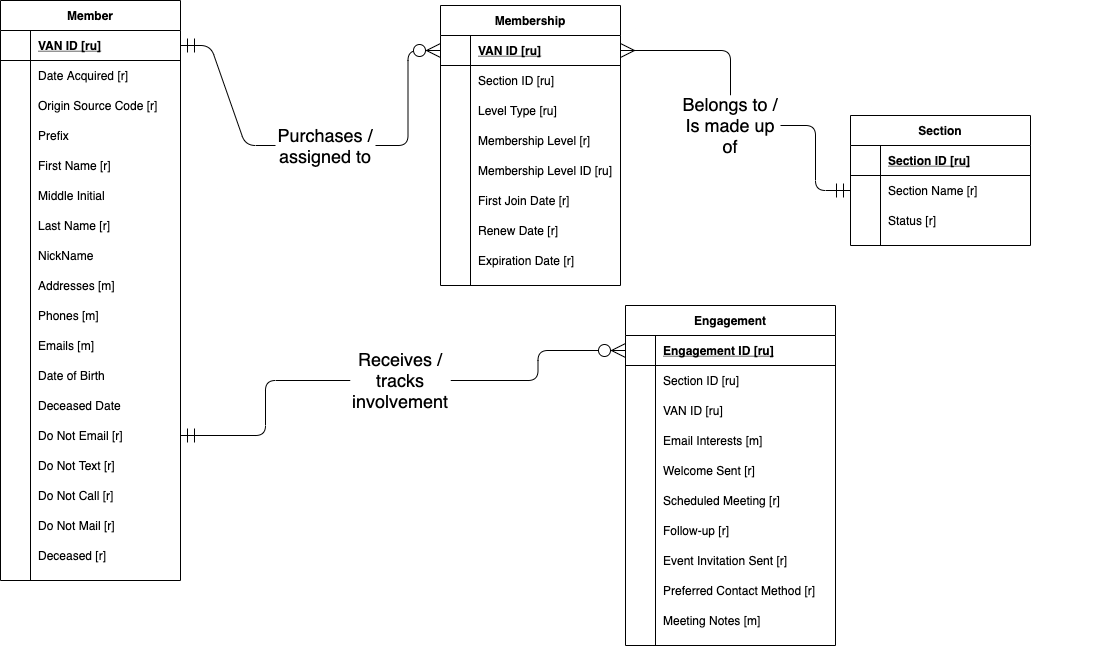 Member
VAN ID [ru]
Date Acquired [r]
Origin Source Code [r]
Prefix
First Name [r]
Middle Initial
Last Name [r]
NickName
Addresses [m]
Phones [m]
Emails [m]
Date of Birth
Deceased Date
Do Not Email [r]
Do Not Text [r]
Do Not Call [r]
Do Not Mail [r]
Deceased [r]
Purchases /
assigned to
Membership
VAN ID [ru]
Section ID [ru]
Level Type [ru]
Membership Level [r]
Membership Level ID [ru]
First Join Date [r]
Renew Date [r]
Expiration Date [r]
Belongs to /
Is made up
of
Section
Section ID [ru]
Section Name [r]
Status [r]
Receives /
tracks
involvement
Engagement
Engagement ID [ru]
Section ID [ru]
VAN ID [ru]
Email Interests [m]
Welcome Sent [r]
Scheduled Meeting [r]
Follow-up [r]
Event Invitation Sent [r]
Preferred Contact Method [r]
Meeting Notes [m]